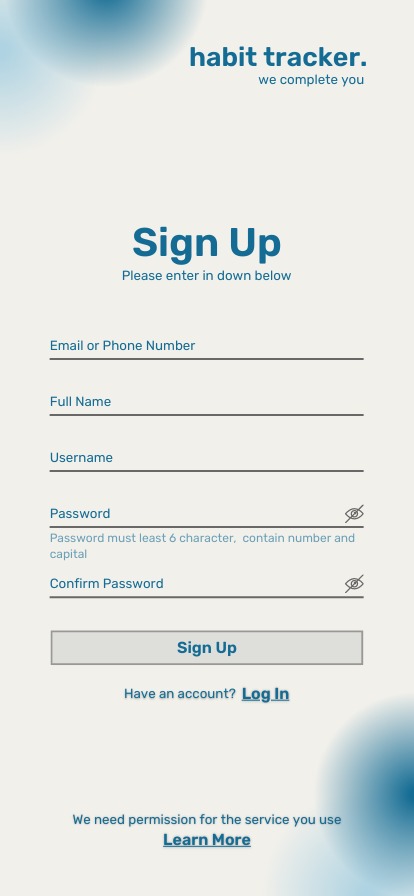 habit tracker.
we complete you
Sign Up
Please enter in down below
Email or Phone Number
Full Name
Username
Password
Password must least 6 character,  contain number and
capital
Confirm Password
Sign Up
Have an account? Log In
We need permission for the service you use
Learn More